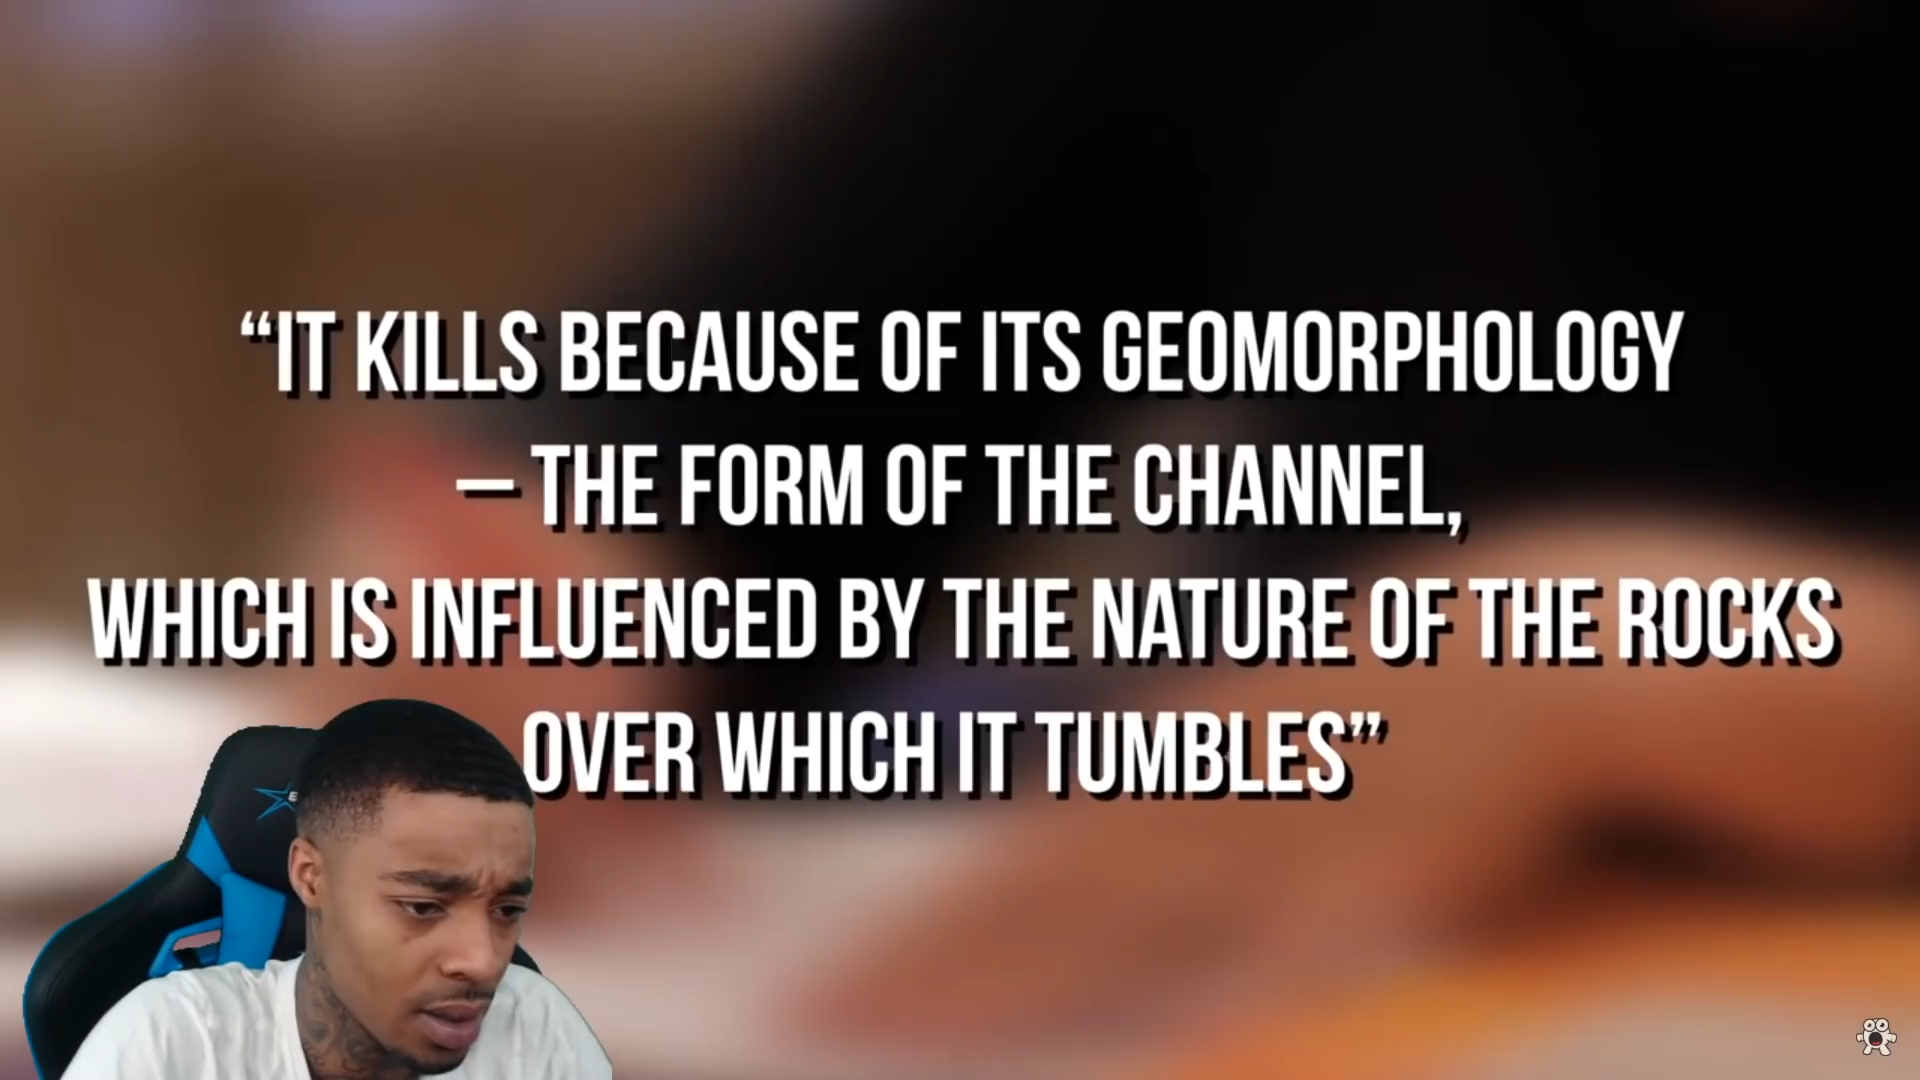 “IT KILLS BECAUSE OF ITS GEOMORPHOLOGY
– THE FORM OF THE CHANNEL,
WHICH IS INFLUENCED BY THE NATURE OF THE ROCKS
OVER WHICH IT TUMBLES”